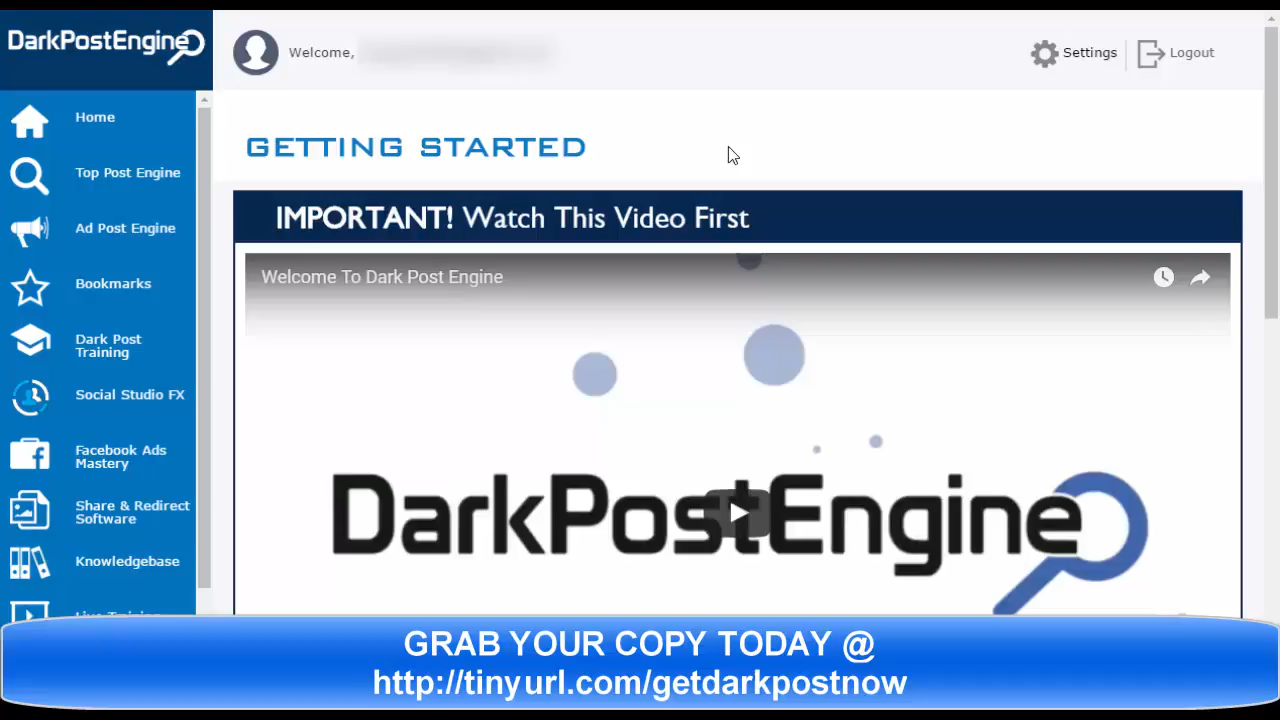 DarkPostEngine
Welcome,
Settings
Logout
Home
Top Post Engine
Ad Post Engine
Bookmarks
Dark Post
Training
Social Studio FX
Facebook Ads
Mastery
Share & Redirect
Software
Knowledgebase
Live Training
GETTING STARTED
IMPORTANT! Watch This Video First
Welcome To Dark Post Engine
DarkPostEngine
GRAB YOUR COPY TODAY @
http://tinyurl.com/getdarkpostnow